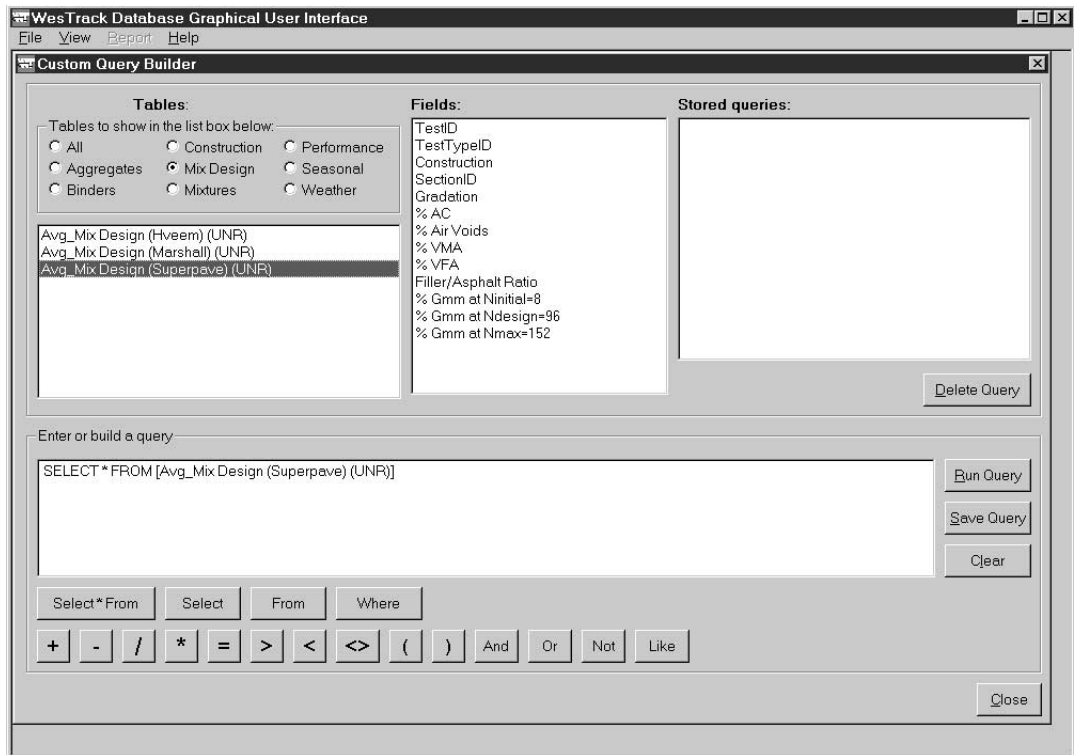 WesTrack Database Graphical User Interface
File View Report Help
Custom Query Builder
Tables:
Tables to show in the list box below:
All Construction Performance
Aggregates Mix Design Seasonal
Binders Mixtures Weather
Avg_Mix Design (Hveem) (UNR)
Avg_Mix Design (Marshall) (UNR)
Avg_Mix Design (Superpave) (UNR)
Fields:
TestID
TestTypeID
Construction
SectionID
Gradation
% AC
% Air Voids
% VMA
% VFA
Filler/Asphalt Ratio
% Gmm at Ninitial=8
% Gmm at Ndesign=96
% Gmm at Nmax=152
Stored queries:
Delete Query
Enter or build a query
SELECT * FROM [Avg_Mix Design (Superpave) (UNR)]
Run Query
Save Query
Clear
Select * From Select From Where
+ - / * = > < <> ( ) And Or Not Like
Close